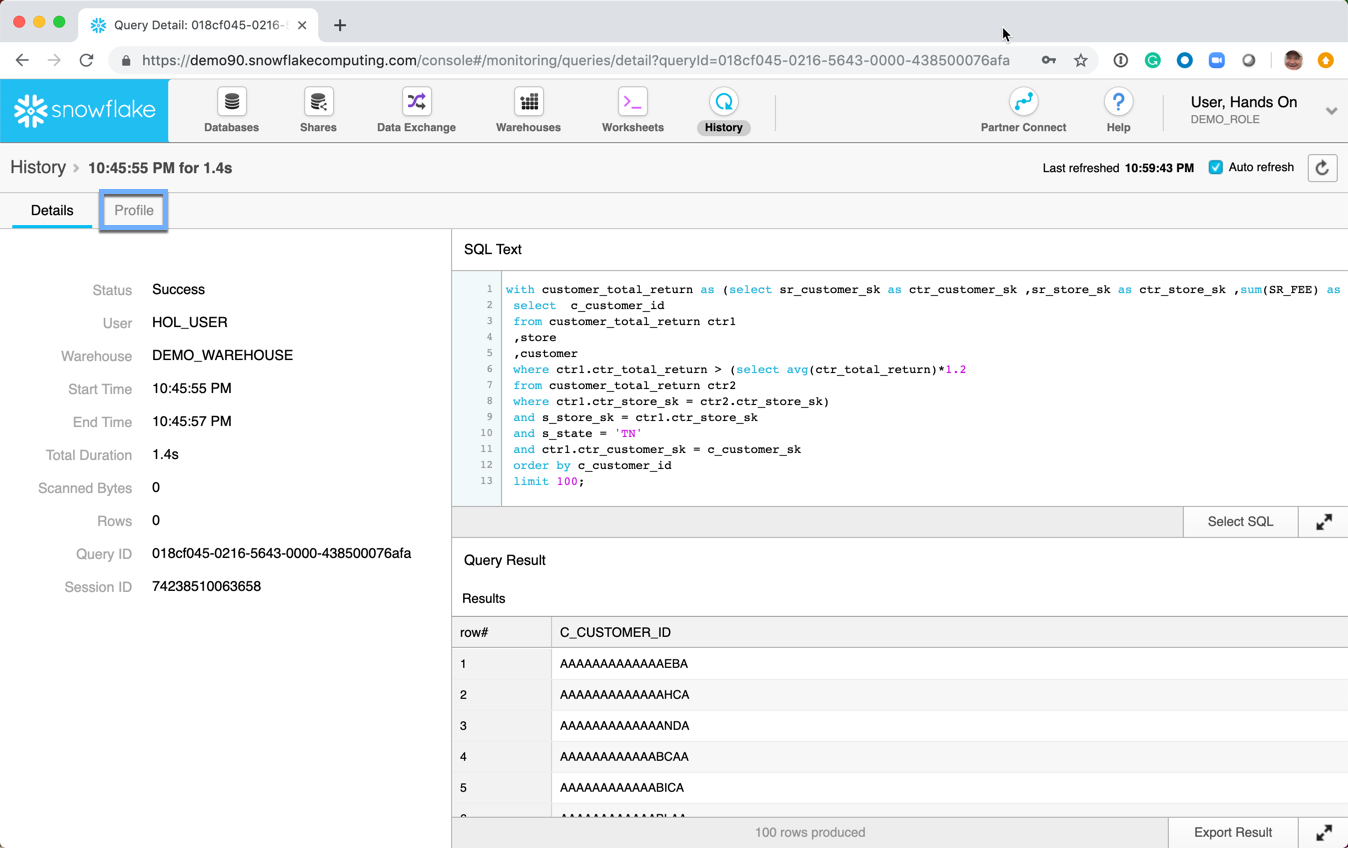 Query Detail: 018cf045-0216-5
https://demo90.snowflakecomputing.com/console#/monitoring/queries/detail?queryId=018cf045-0216-5643-0000-438500076afa
snowflake
Databases
Shares
Data Exchange
Warehouses
Worksheets
History
Partner Connect
Help
User, Hands On
DEMO_ROLE
History > 10:45:55 PM for 1.4s
Last refreshed 10:59:43 PM
Auto refresh
Details
Profile
Status Success
User HOL_USER
Warehouse DEMO_WAREHOUSE
Start Time 10:45:55 PM
End Time 10:45:57 PM
Total Duration 1.4s
Scanned Bytes 0
Rows 0
Query ID 018cf045-0216-5643-0000-438500076afa
Session ID 74238510063658
SQL Text
1 with customer_total_return as (select sr_customer_sk as ctr_customer_sk ,sr_store_sk as ctr_store_sk ,sum(SR_FEE) as
2 select  c_customer_id
3 from customer_total_return ctr1
4 ,store
5 ,customer
6 where ctr1.ctr_total_return > (select avg(ctr_total_return)*1.2
7 from customer_total_return ctr2
8 where ctr1.ctr_store_sk = ctr2.ctr_store_sk)
9 and s_store_sk = ctr1.ctr_store_sk
10 and s_state = 'TN'
11 and ctr1.ctr_customer_sk = c_customer_sk
12 order by c_customer_id
13 limit 100;
Select SQL
Query Result
Results
row# C_CUSTOMER_ID
1 AAAAAAAAAAAAAEBA
2 AAAAAAAAAAAAAHCA
3 AAAAAAAAAAAAANDA
4 AAAAAAAAAAAABCAA
5 AAAAAAAAAAAABICA
100 rows produced
Export Result